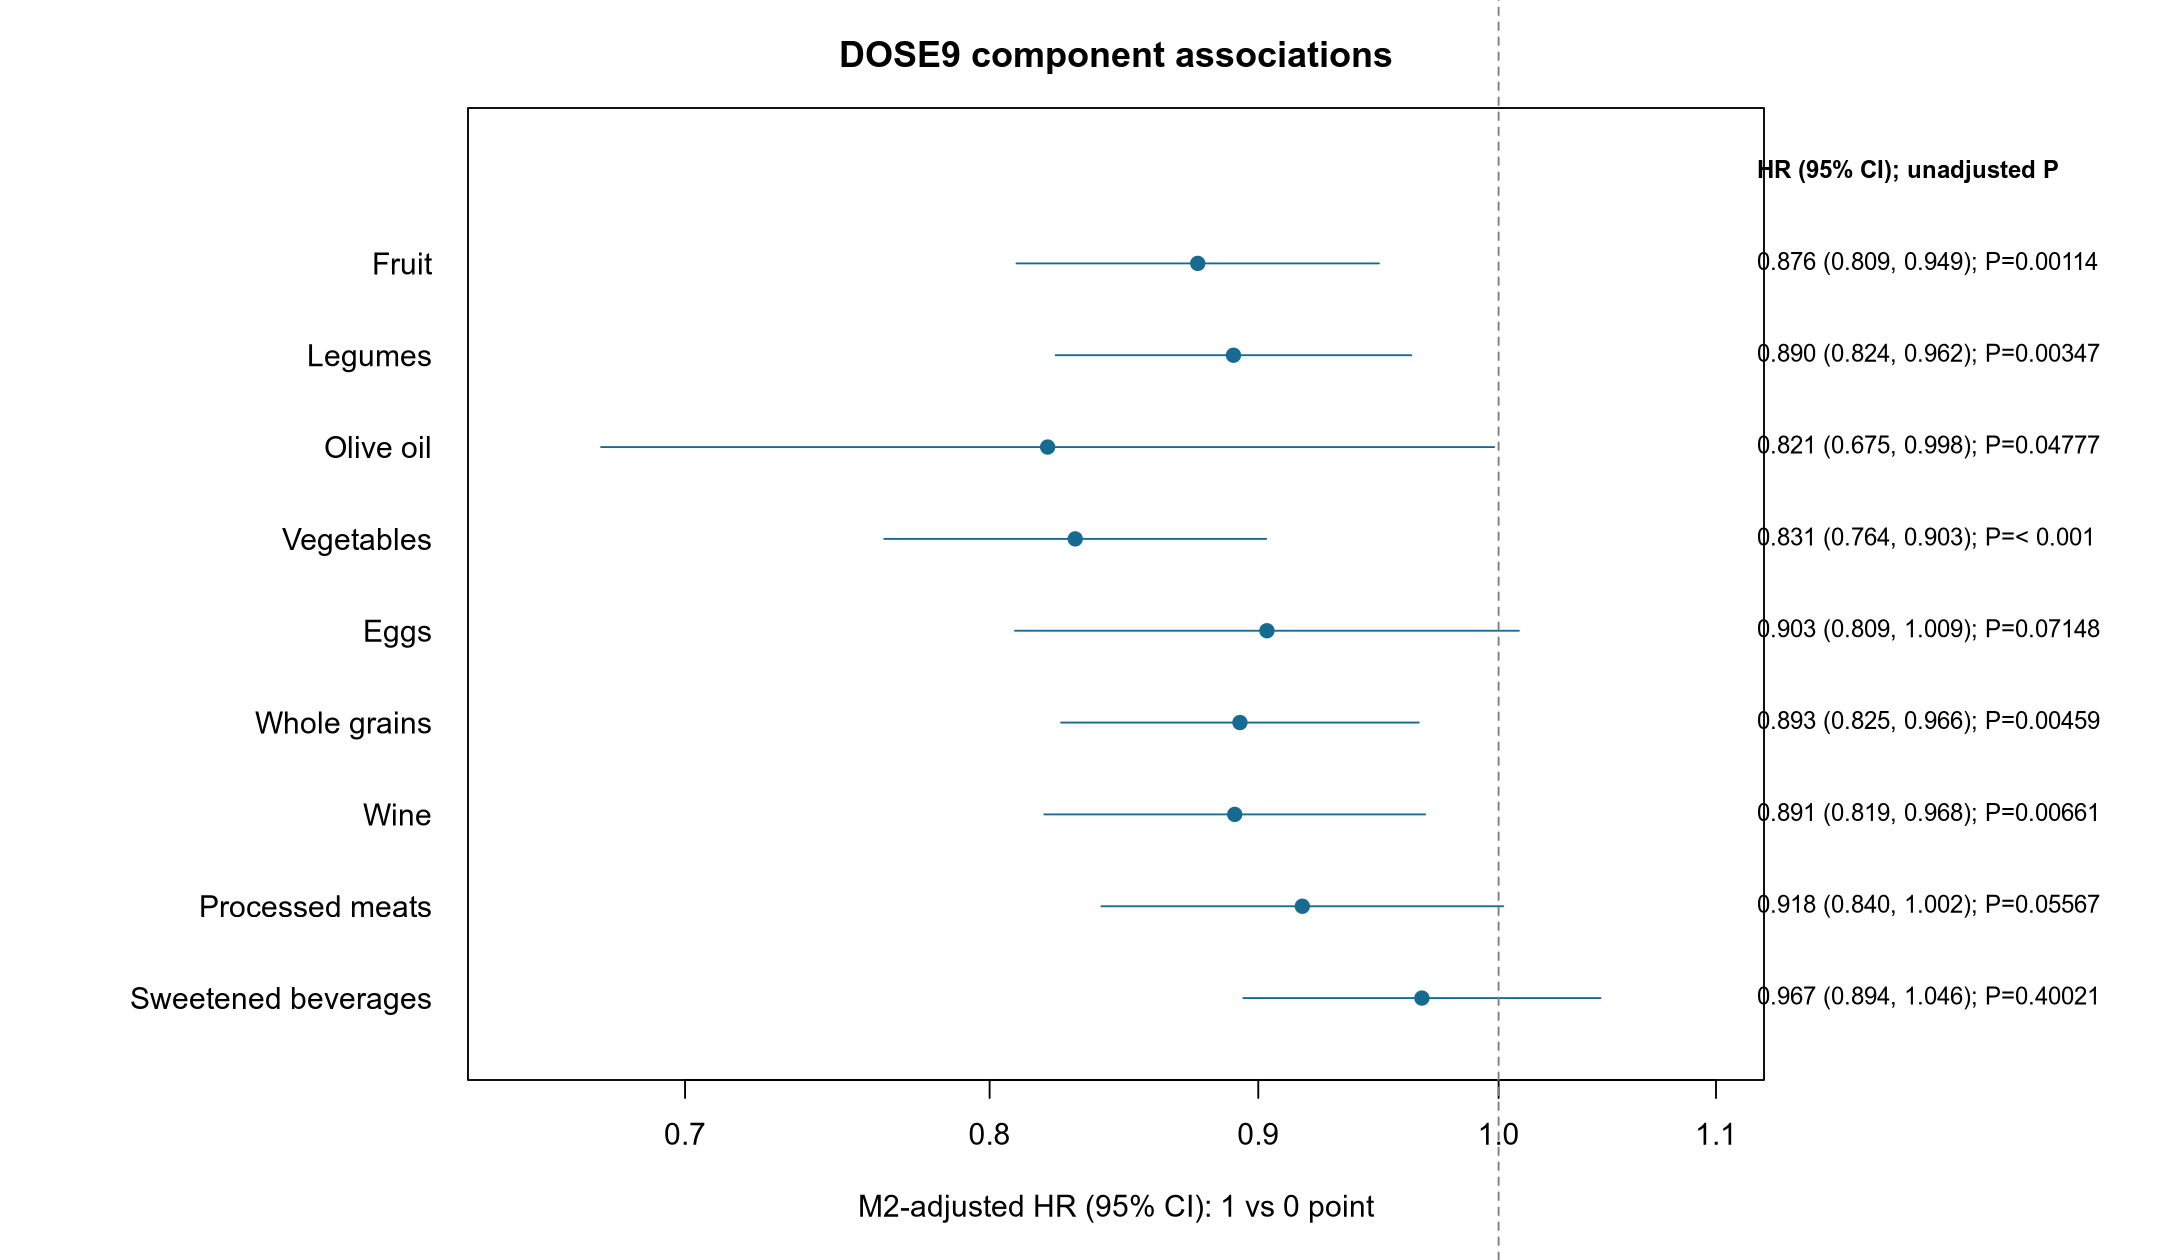 DOSE9 component associations
HR (95% CI); unadjusted P
Fruit 0.876 (0.809, 0.949); P=0.00114
Legumes 0.890 (0.824, 0.962); P=0.00347
Olive oil 0.821 (0.675, 0.998); P=0.04777
Vegetables 0.831 (0.764, 0.903); P=< 0.001
Eggs 0.903 (0.809, 1.009); P=0.07148
Whole grains 0.893 (0.825, 0.966); P=0.00459
Wine 0.891 (0.819, 0.968); P=0.00661
Processed meats 0.918 (0.840, 1.002); P=0.05567
Sweetened beverages 0.967 (0.894, 1.046); P=0.40021
0.7 0.8 0.9 1.0 1.1
M2-adjusted HR (95% CI): 1 vs 0 point